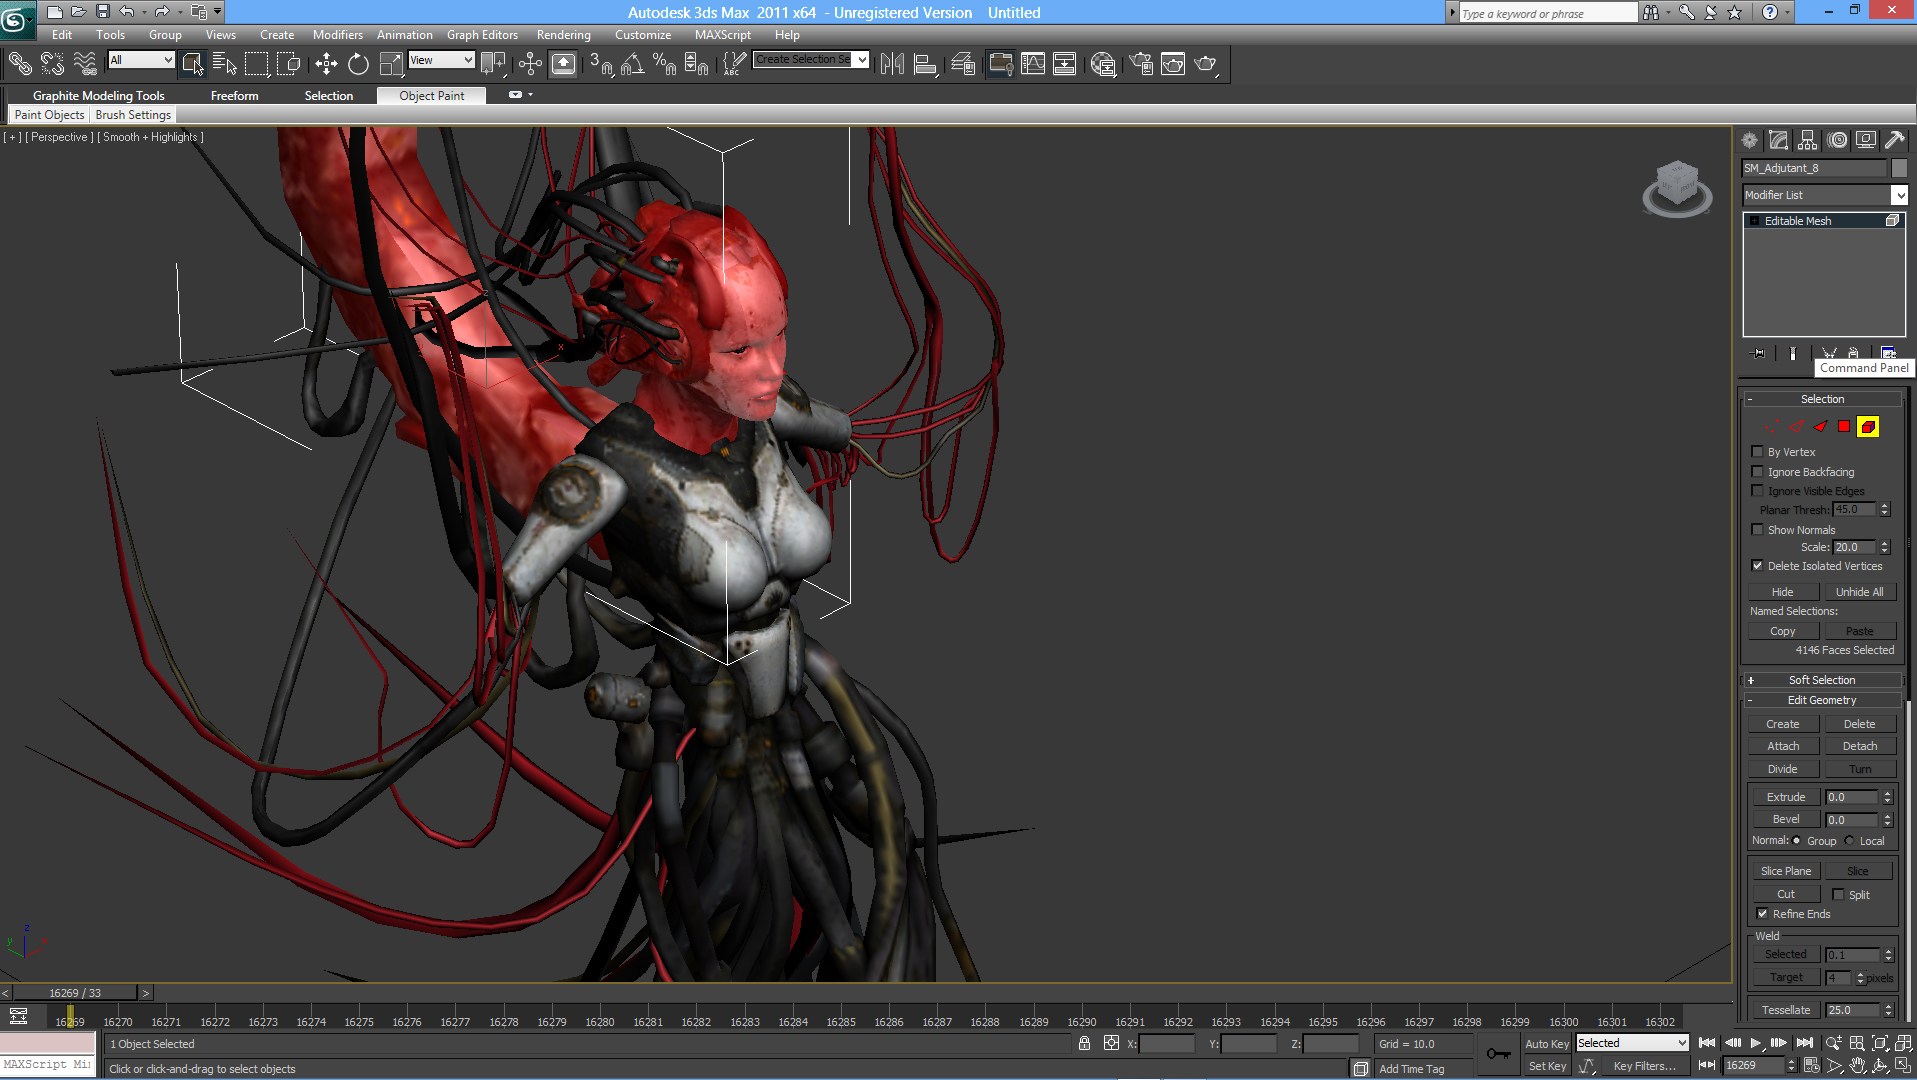 Autodesk 3ds Max 2011 x64 - Unregistered Version Untitled
Type a keyword or phrase
Edit Tools Group Views Create Modifiers Animation Graph Editors Rendering Customize MAXScript Help
All
View
3
ABC
Create Selection Se
Graphite Modeling Tools Freeform Selection Object Paint
Paint Objects Brush Settings
[ + ] [ Perspective ] [ Smooth + Highlights ]
SM_Adjutant_8
Modifier List
Editable Mesh
Command Panel
- Selection
By Vertex
Ignore Backfacing
Ignore Visible Edges
Planar Thresh: 45.0
Show Normals
Scale: 20.0
Delete Isolated Vertices
Hide Unhide All
Named Selections:
Copy Paste
4146 Faces Selected
+ Soft Selection
- Edit Geometry
Create Delete
Attach Detach
Divide Turn
Extrude 0.0
Bevel 0.0
Normal: Group Local
Slice Plane Slice
Cut Split
Refine Ends
Weld
Selected 0.1
Target 4 pixels
Tessellate 25.0
z
x
z
y
x
< 16269 / 33 >
16269 16270 16271 16272 16273 16274 16275 16276 16277 16278 16279 16280 16281 16282 16283 16284 16285 16286 16287 16288 16289 16290 16291 16292 16293 16294 16295 16296 16297 16298 16299 16300 16301 16302
1 Object Selected
X: Y: Z: Grid = 10.0
Auto Key Selected
MAXScript Mi
Click or click-and-drag to select objects
Add Time Tag
Set Key Key Filters... 16269